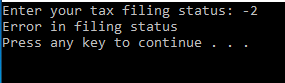 Enter your tax filing status: -2
Error in filing status
Press any key to continue . . .